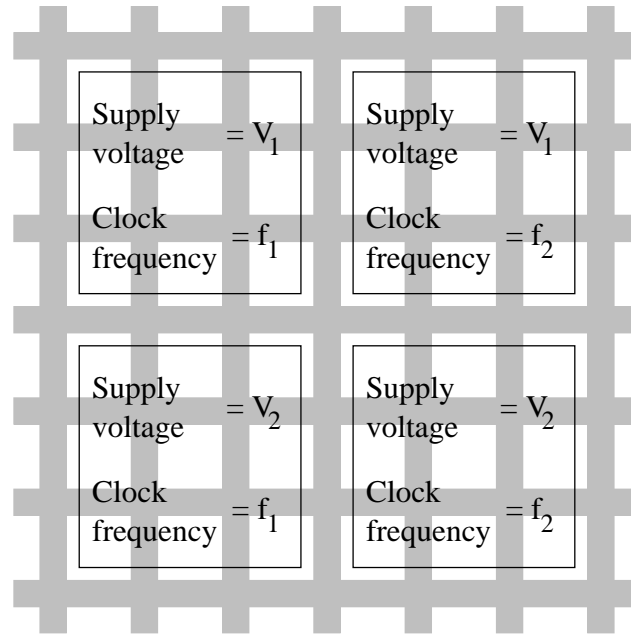 Supply
voltage = V1
Clock
frequency = f1
Supply
voltage = V1
Clock
frequency = f2
Supply
voltage = V2
Clock
frequency = f1
Supply
voltage = V2
Clock
frequency = f2